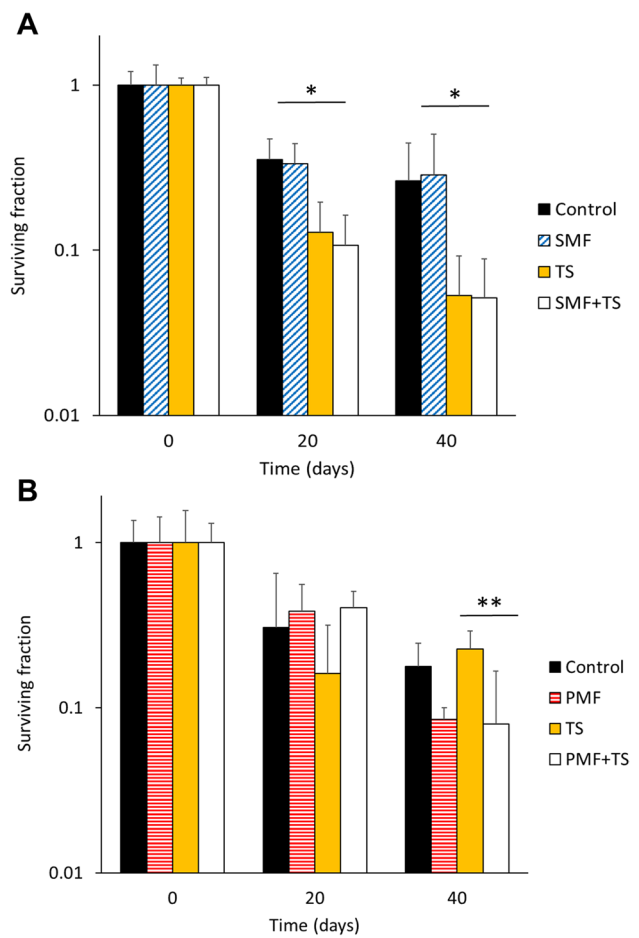 A
1
0.1
0.01
Surviving fraction
*
*
0
20
40
Time (days)
Control
SMF
TS
SMF+TS
B
1
0.1
0.01
Surviving fraction
**
0
20
40
Time (days)
Control
PMF
TS
PMF+TS